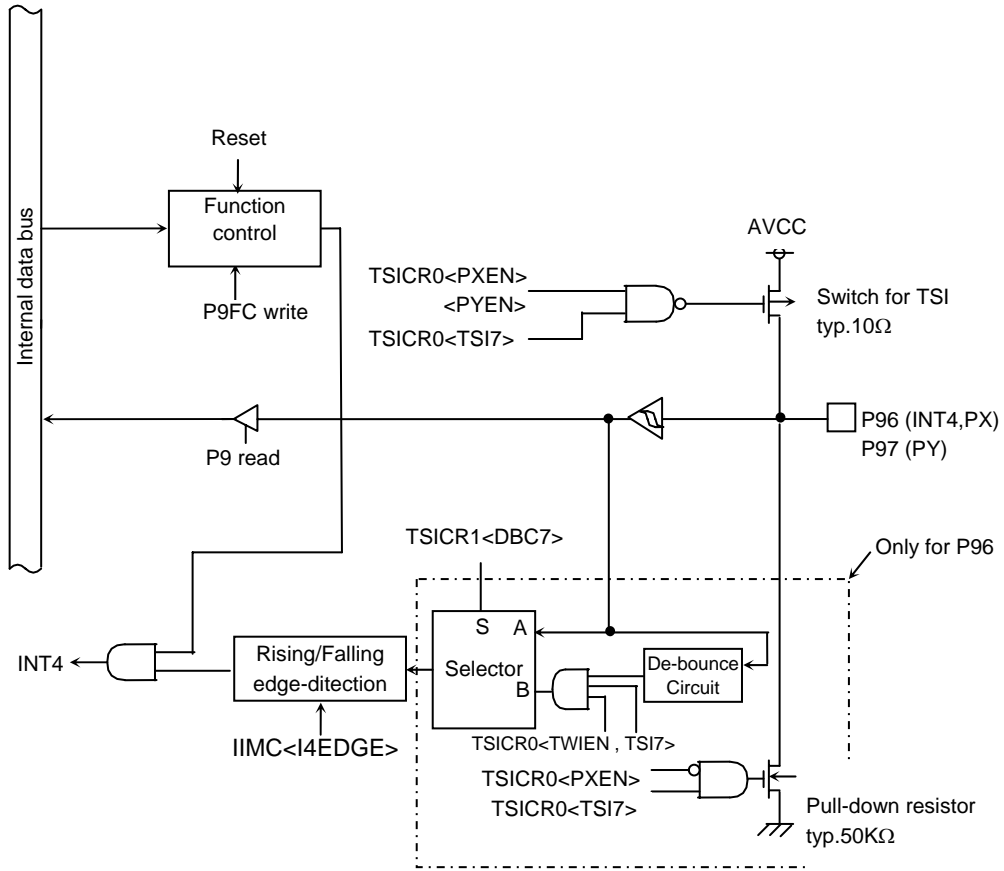 Internal data bus
Reset
Function
control
P9FC write
AVCC
TSICR0<PXEN>
<PYEN>
TSICR0<TSI7>
Switch for TSI
typ.10Ω
P9 read
P96 (INT4,PX)
P97 (PY)
TSICR1<DBC7>
Only for P96
S
A
Selector
B
De-bounce
Circuit
INT4
Rising/Falling
edge-ditection
IIMC<I4EDGE>
TSICR0<TWIEN , TSI7>
TSICR0<PXEN>
TSICR0<TSI7>
Pull-down resistor
typ.50KΩ